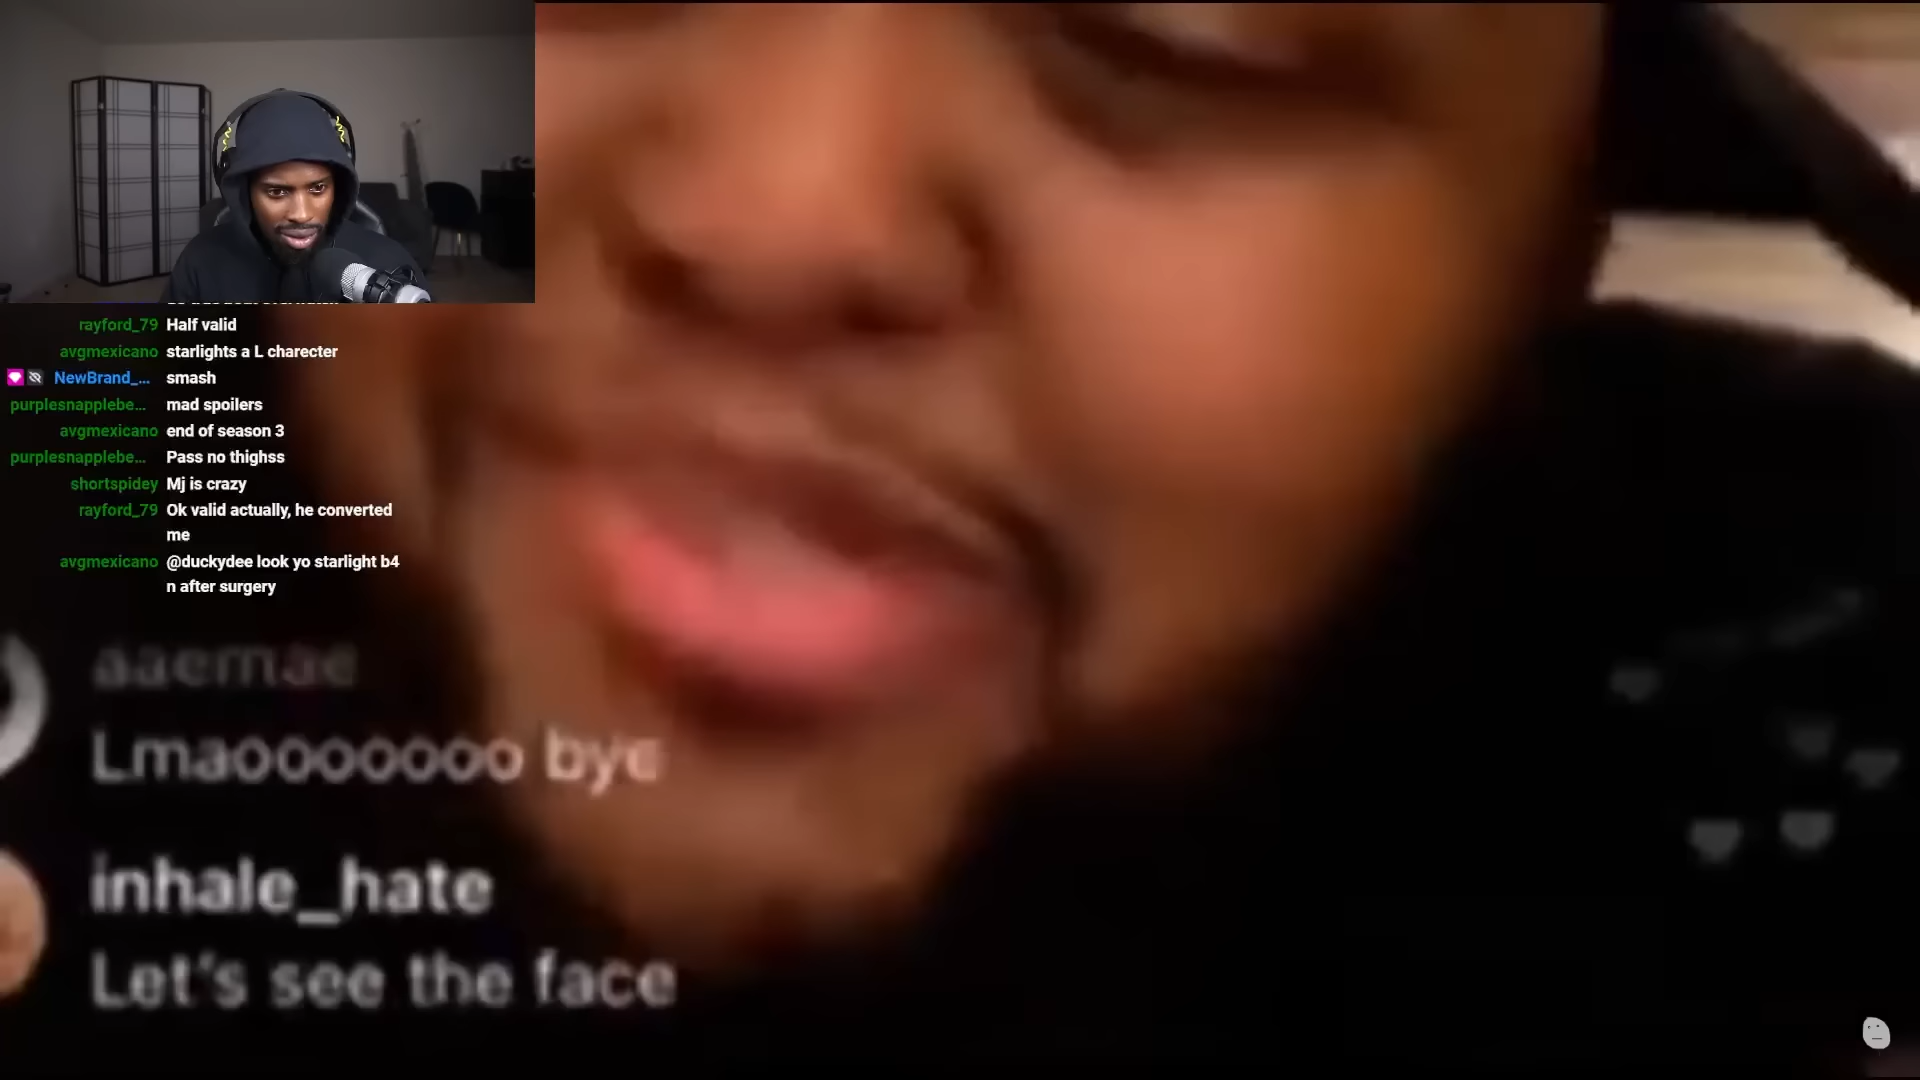 rayford_79 Half valid
avgmexicano starlights a L charecter
NewBrand_... smash
purplesnapplebe... mad spoilers
avgmexicano end of season 3
purplesnapplebe... Pass no thighss
shortspidey Mj is crazy
rayford_79 Ok valid actually, he converted
me
avgmexicano @duckydee look yo starlight b4
n after surgery
aaemae
Lmaooooooo bye
inhale_hate
Let's see the face